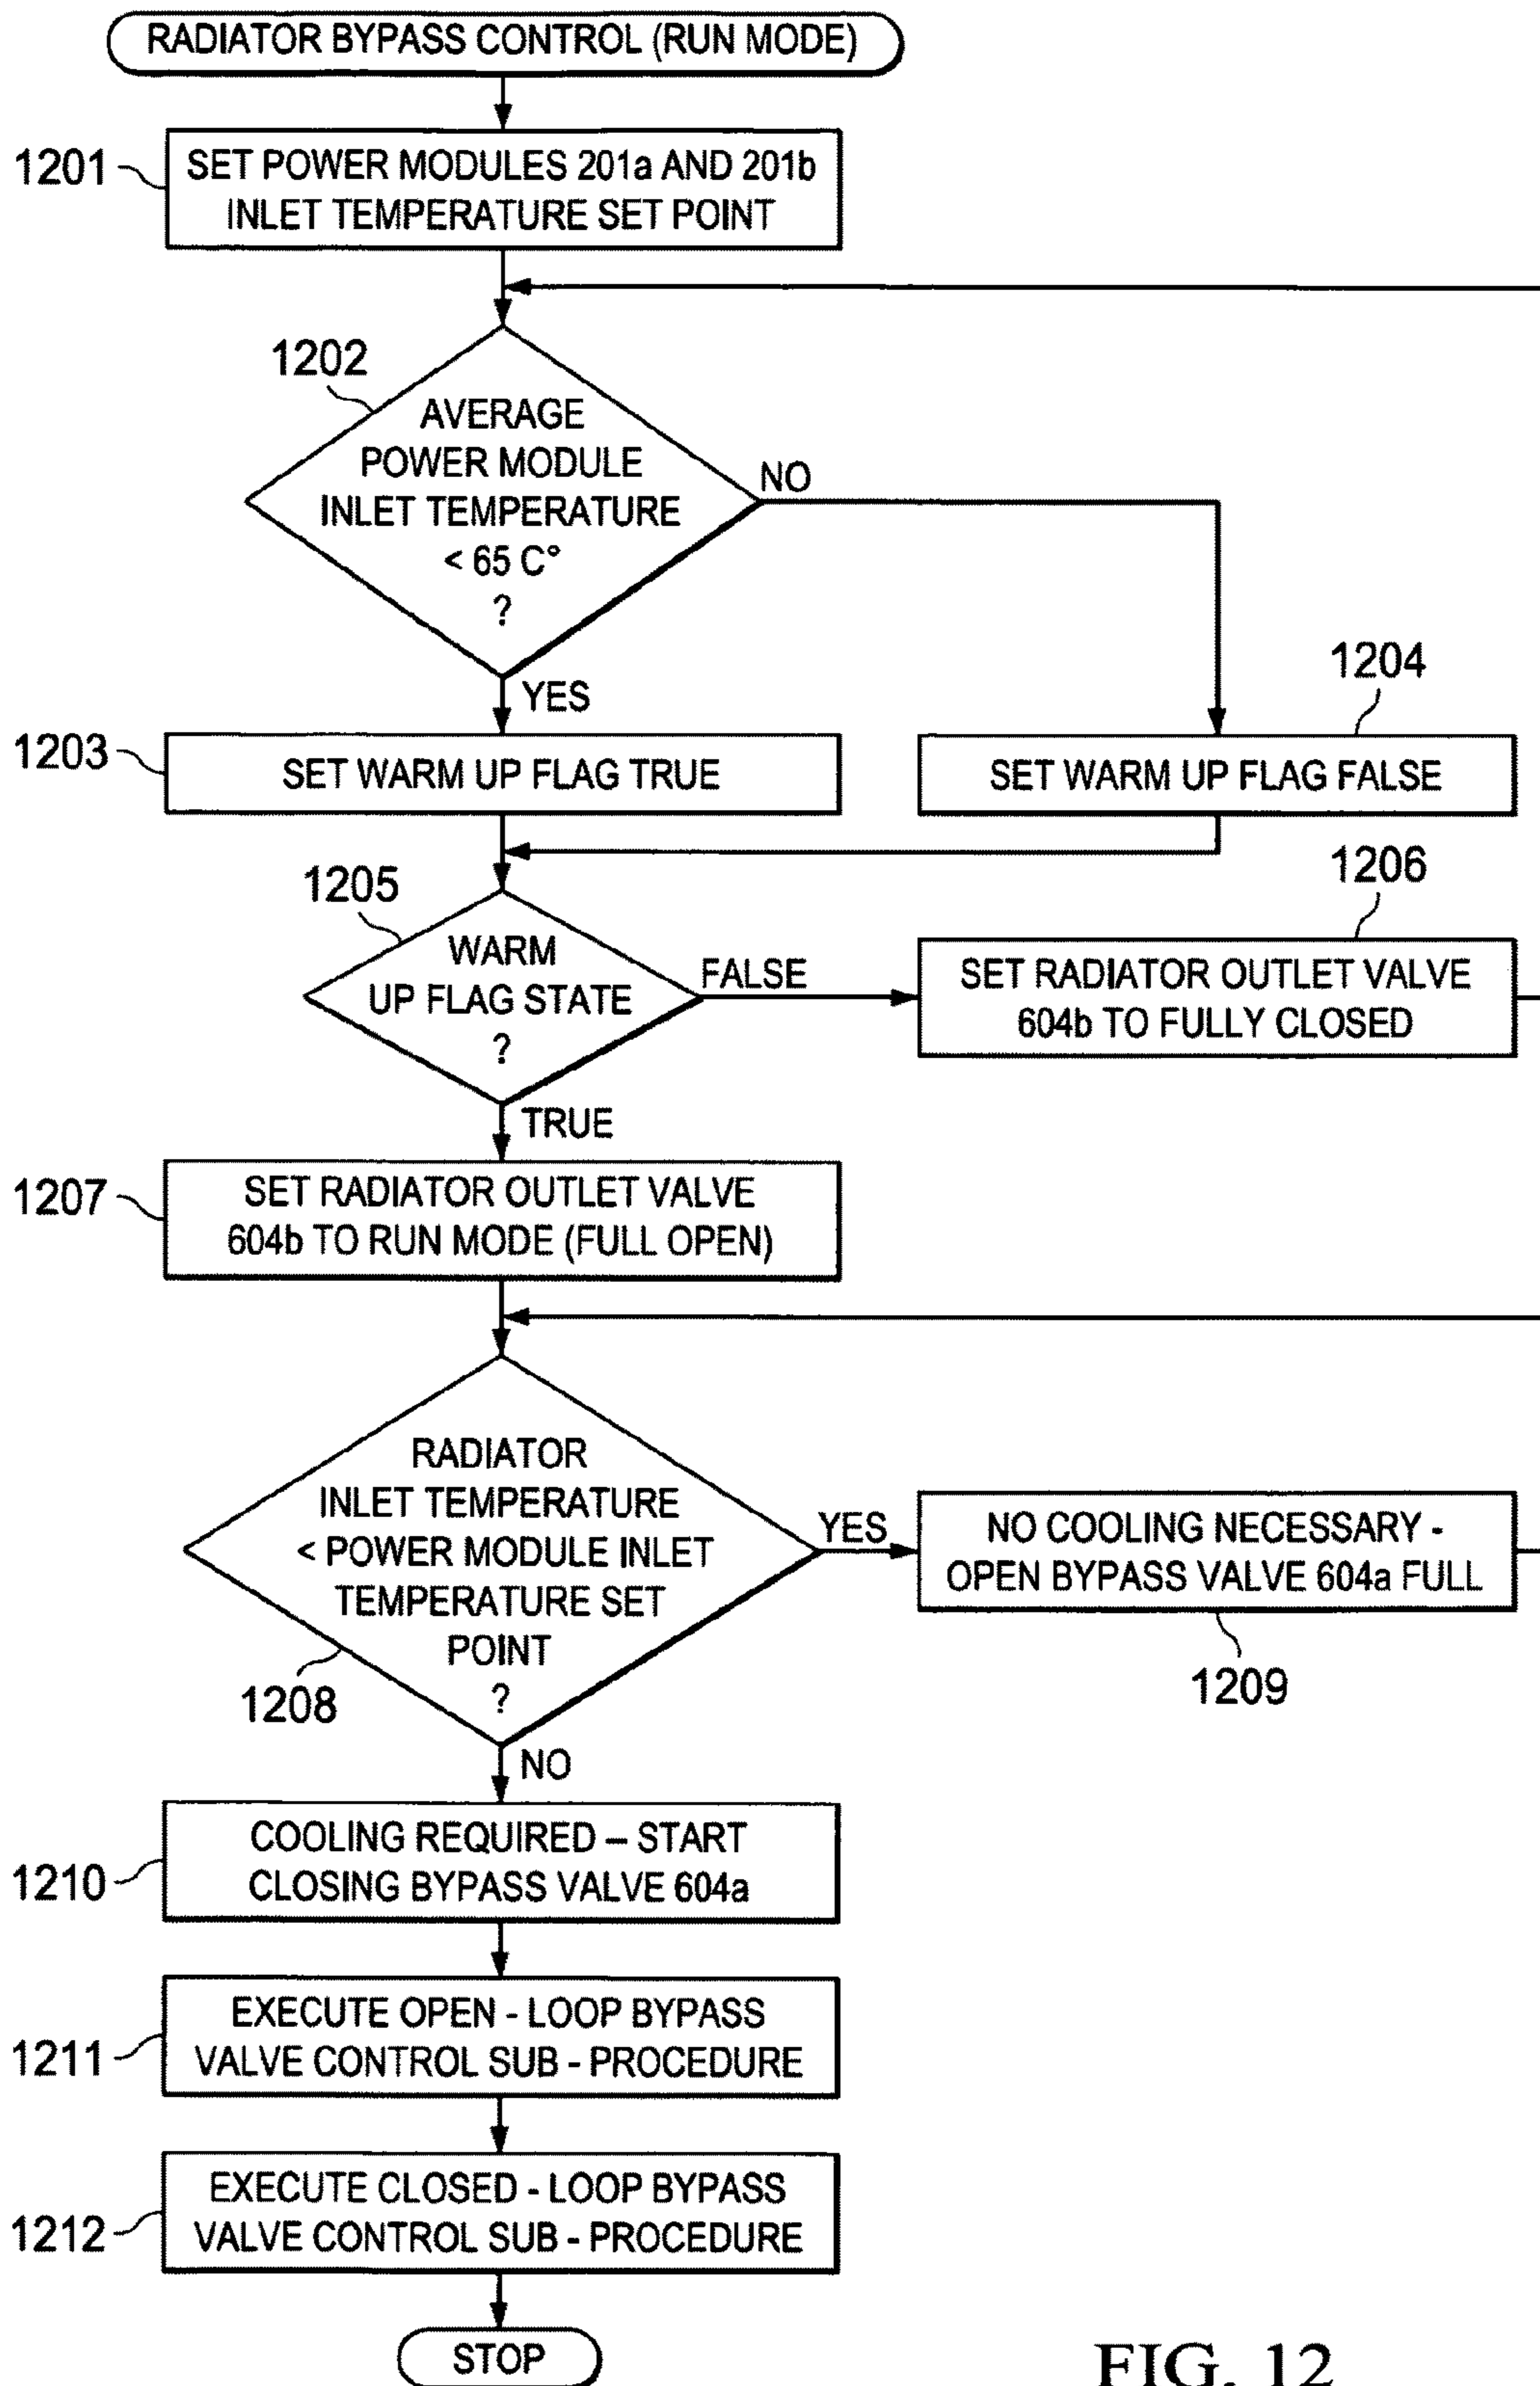 RADIATOR BYPASS CONTROL (RUN MODE)
1201
SET POWER MODULES 201a AND 201b
INLET TEMPERATURE SET POINT
1202
AVERAGE
POWER MODULE
INLET TEMPERATURE
< 65 C°
?
NO
YES
1203
SET WARM UP FLAG TRUE
1204
SET WARM UP FLAG FALSE
1205
WARM
UP FLAG STATE
?
FALSE
1206
SET RADIATOR OUTLET VALVE
604b TO FULLY CLOSED
TRUE
1207
SET RADIATOR OUTLET VALVE
604b TO RUN MODE (FULL OPEN)
RADIATOR
INLET TEMPERATURE
< POWER MODULE INLET
TEMPERATURE SET
POINT
?
1208
YES
NO COOLING NECESSARY -
OPEN BYPASS VALVE 604a FULL
1209
NO
1210
COOLING REQUIRED – START
CLOSING BYPASS VALVE 604a
1211
EXECUTE OPEN - LOOP BYPASS
VALVE CONTROL SUB - PROCEDURE
1212
EXECUTE CLOSED - LOOP BYPASS
VALVE CONTROL SUB - PROCEDURE
STOP
FIG. 12